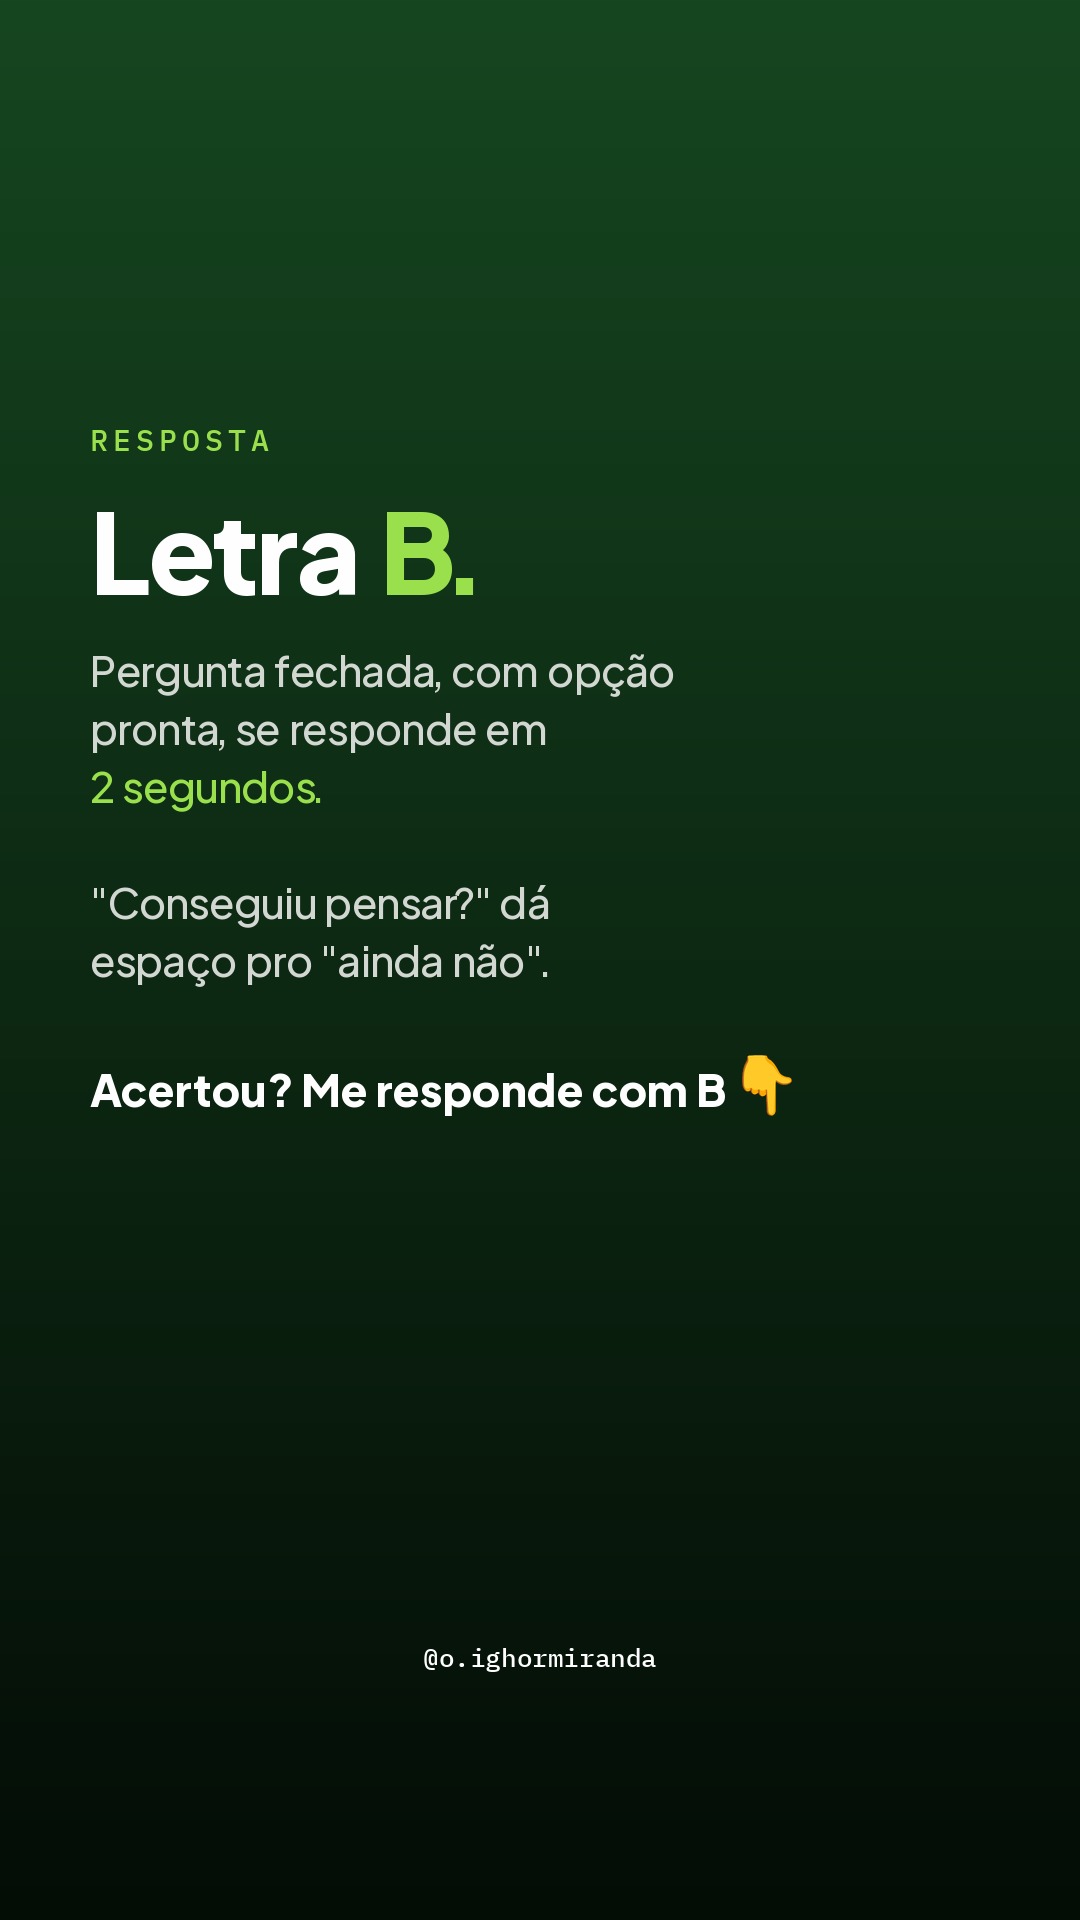 RESPOSTA
Letra B.
Pergunta fechada, com opção
pronta, se responde em
2 segundos.
"Conseguiu pensar?" dá
espaço pro "ainda não".
Acertou? Me responde com B 👇
@o.ighormiranda